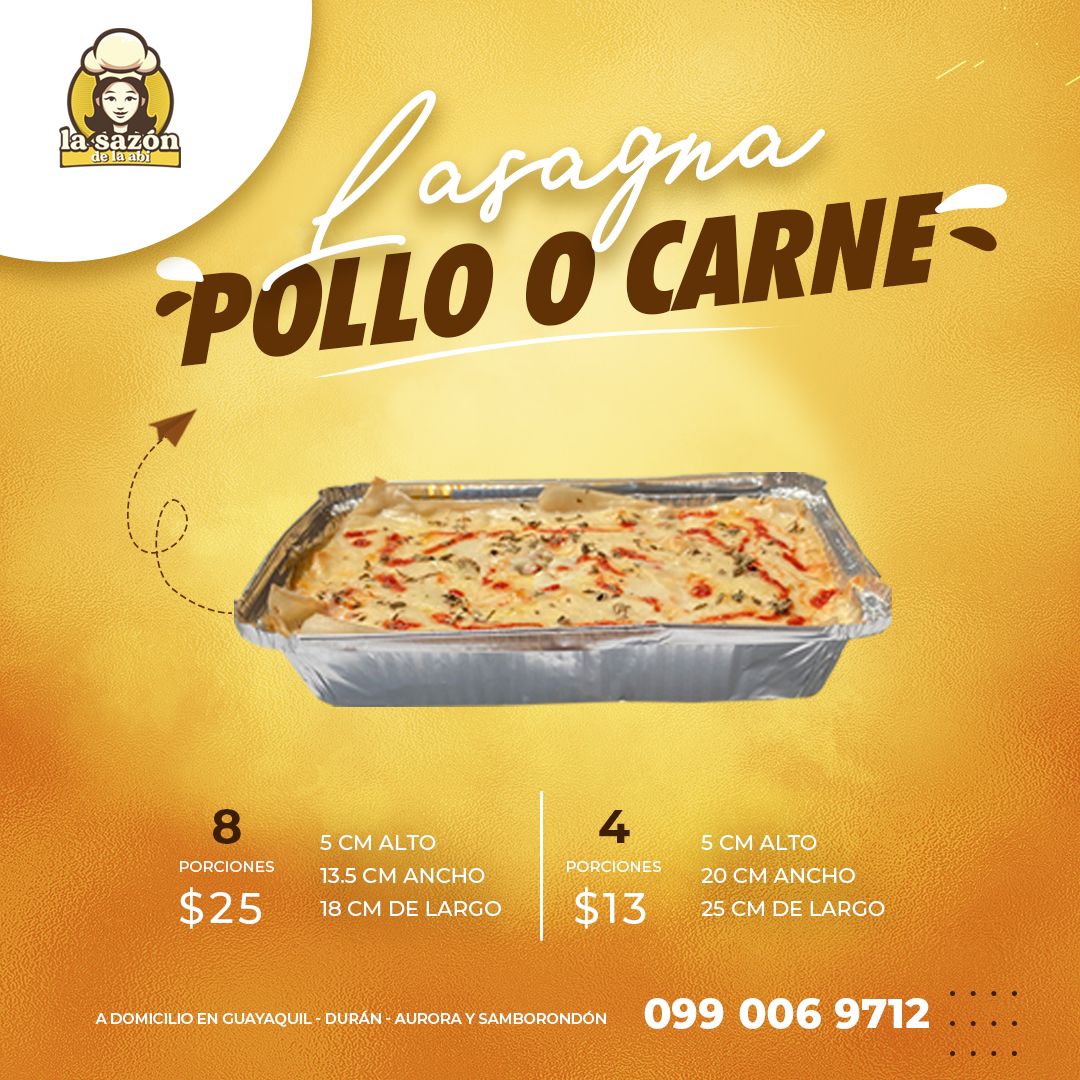 la sazón
de la abi
Lasagna
POLLO O CARNE
8
PORCIONES
$25
5 CM ALTO
13.5 CM ANCHO
18 CM DE LARGO
4
PORCIONES
$13
5 CM ALTO
20 CM ANCHO
25 CM DE LARGO
A DOMICILIO EN GUAYAQUIL - DURÁN - AURORA Y SAMBORONDÓN
099 006 9712